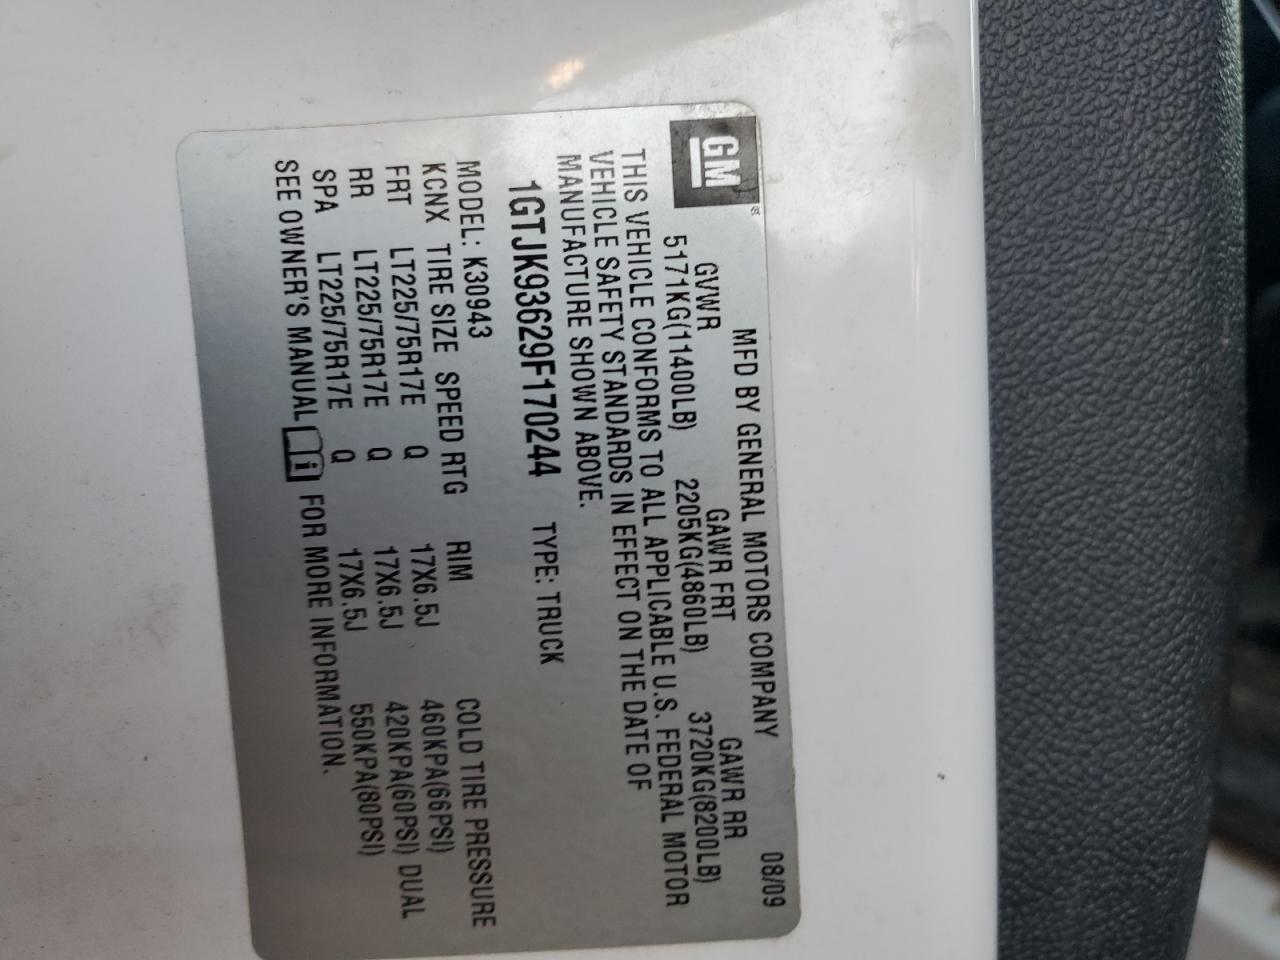 GM
MFD BY GENERAL MOTORS COMPANY 08/09
GVWR GAWR FRT GAWR RR
5171KG(11400LB) 2205KG(4860LB) 3720KG(8200LB)
THIS VEHICLE CONFORMS TO ALL APPLICABLE U.S. FEDERAL MOTOR
VEHICLE SAFETY STANDARDS IN EFFECT ON THE DATE OF
MANUFACTURE SHOWN ABOVE.
1GTJK93629F170244 TYPE: TRUCK
MODEL: K30943
KCNX TIRE SIZE SPEED RTG RIM COLD TIRE PRESSURE
FRT LT225/75R17E Q 17X6.5J 460KPA(66PSI)
RR LT225/75R17E Q 17X6.5J 420KPA(60PSI) DUAL
SPA LT225/75R17E Q 17X6.5J 550KPA(80PSI)
SEE OWNER'S MANUAL i FOR MORE INFORMATION.